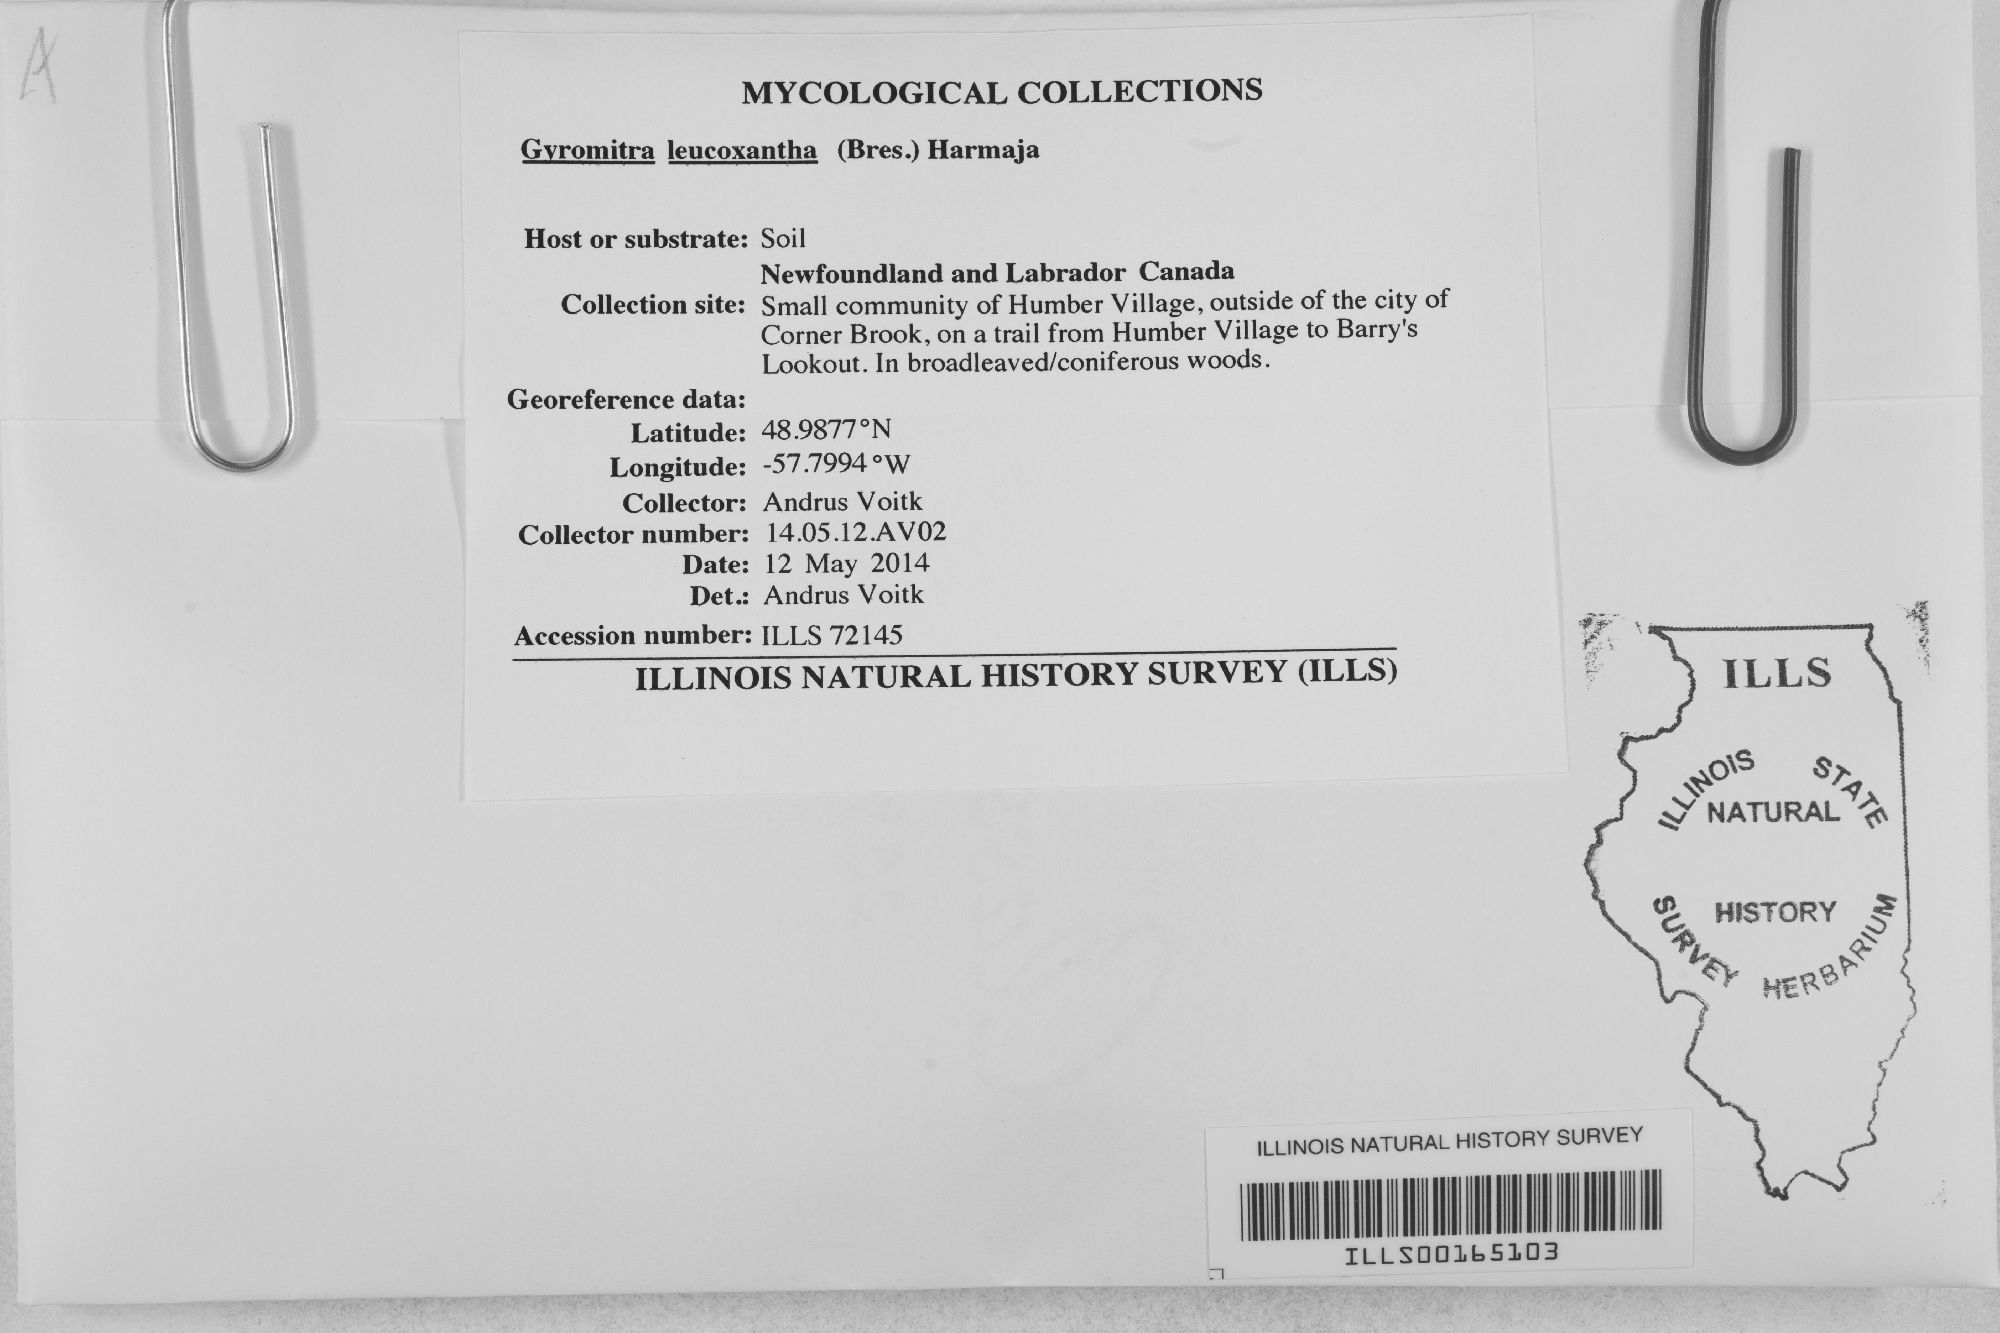 A
MYCOLOGICAL COLLECTIONS
Gyromitra leucoxantha (Bres.) Harmaja
Host or substrate: Soil
Newfoundland and Labrador Canada
Collection site: Small community of Humber Village, outside of the city of
Corner Brook, on a trail from Humber Village to Barry's
Lookout. In broadleaved/coniferous woods.
Georeference data:
Latitude: 48.9877°N
Longitude: -57.7994°W
Collector: Andrus Voitk
Collector number: 14.05.12.AV02
Date: 12 May 2014
Det.: Andrus Voitk
Accession number: ILLS 72145
ILLINOIS NATURAL HISTORY SURVEY (ILLS)
ILLS
ILLINOIS STATE
NATURAL
HISTORY
SURVEY HERBARIUM
ILLINOIS NATURAL HISTORY SURVEY
ILLS00165103